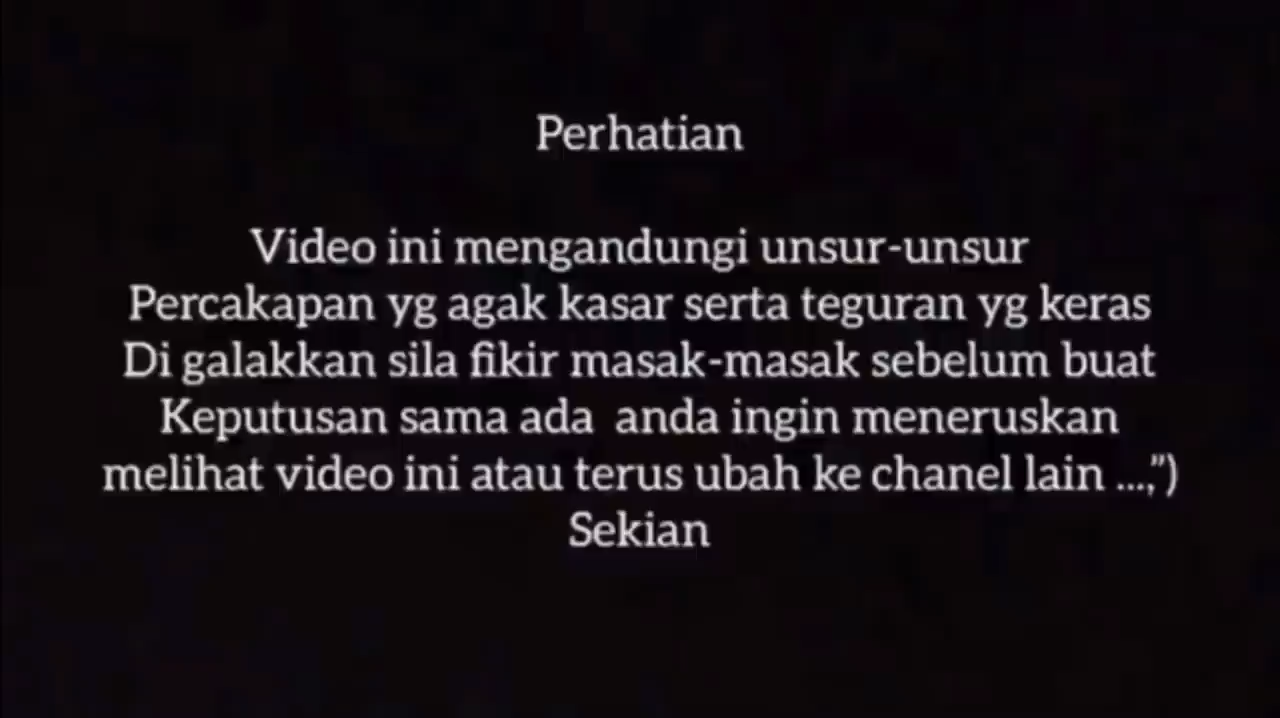 Perhatian
Video ini mengandungi unsur-unsur
Percakapan yg agak kasar serta teguran yg keras
Di galakkan sila fikir masak-masak sebelum buat
Keputusan sama ada anda ingin meneruskan
melihat video ini atau terus ubah ke chanel lain ...,")
Sekian